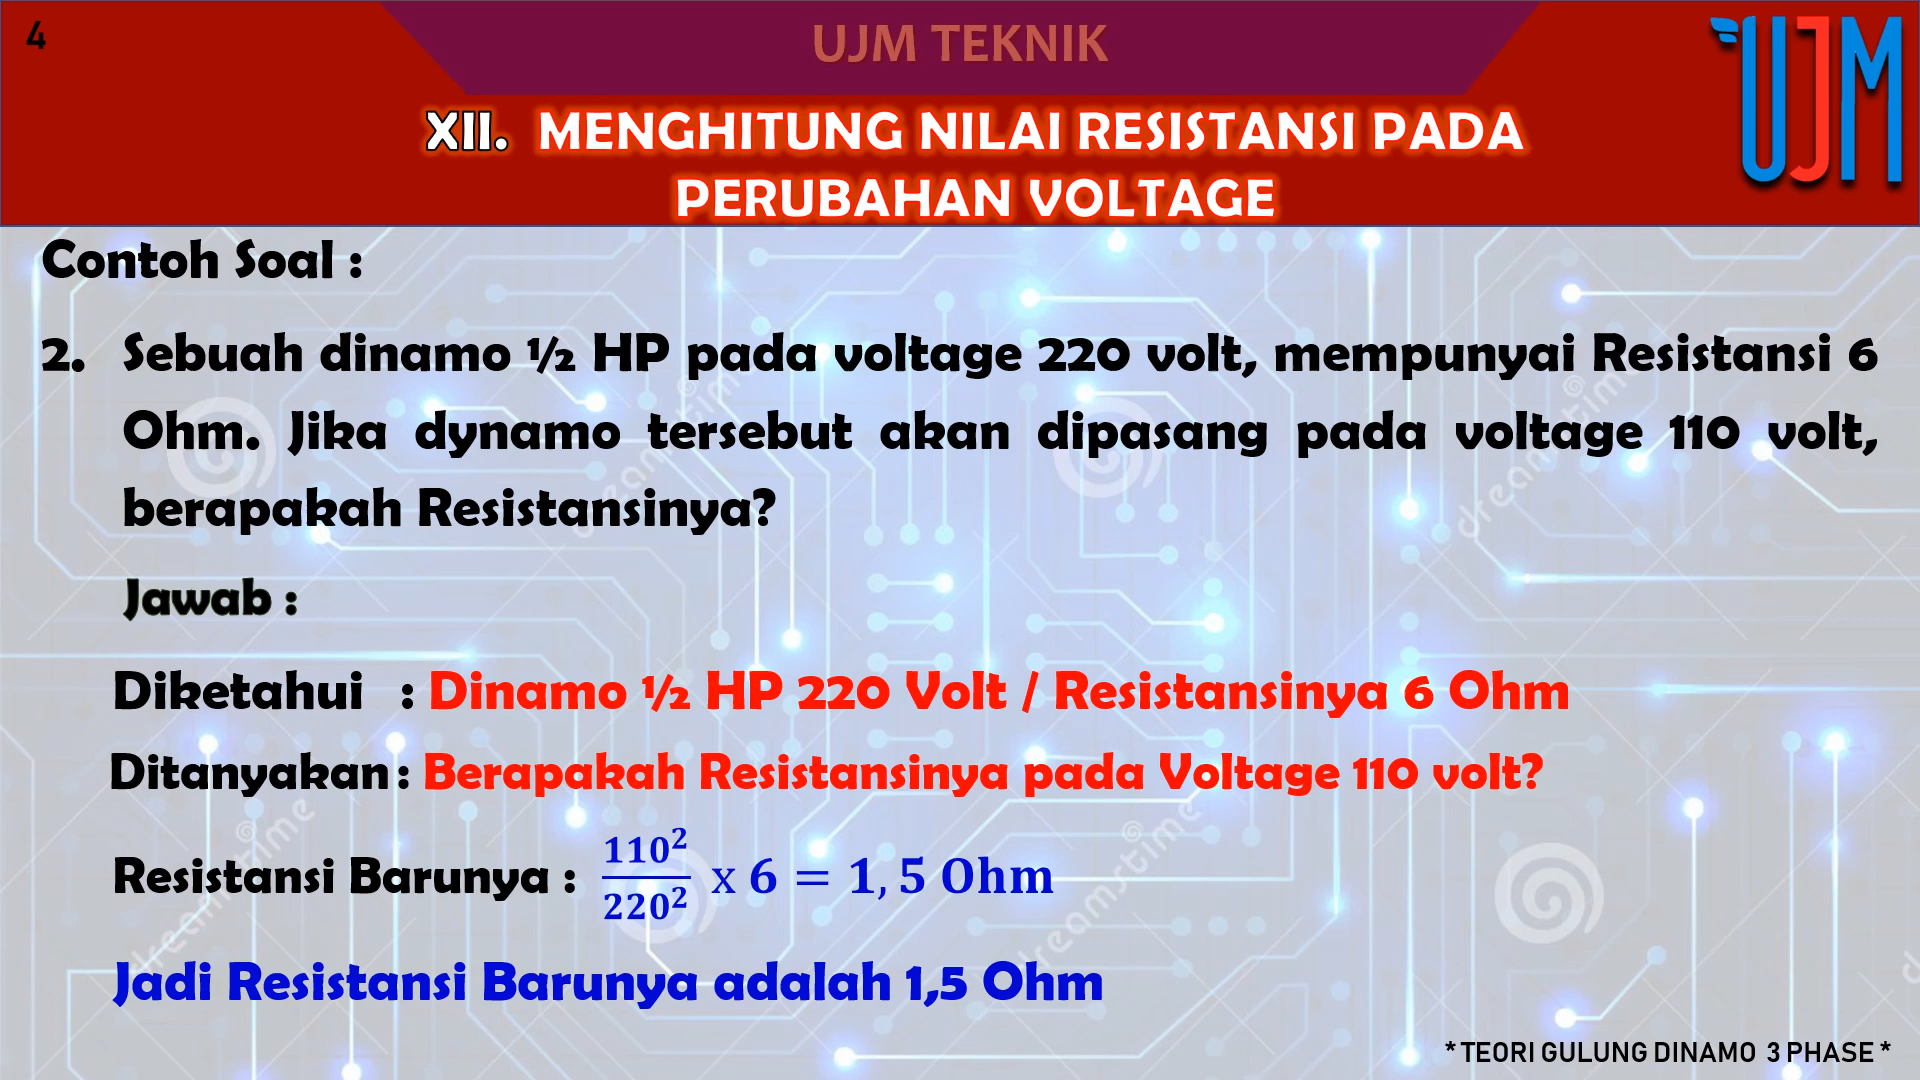 4
UJM TEKNIK
UJM
XII. MENGHITUNG NILAI RESISTANSI PADA
PERUBAHAN VOLTAGE
Contoh Soal :
2. Sebuah dinamo ½ HP pada voltage 220 volt, mempunyai Resistansi 6
Ohm. Jika dynamo tersebut akan dipasang pada voltage 110 volt,
berapakah Resistansinya?
Jawab :
Diketahui : Dinamo ½ HP 220 Volt / Resistansinya 6 Ohm
Ditanyakan : Berapakah Resistansinya pada Voltage 110 volt?
Resistansi Barunya : 110²/220² x 6 = 1,5 Ohm
Jadi Resistansi Barunya adalah 1,5 Ohm
* TEORI GULUNG DINAMO 3 PHASE *
dreamstime
dreamstime
dreamstime
dreamstime